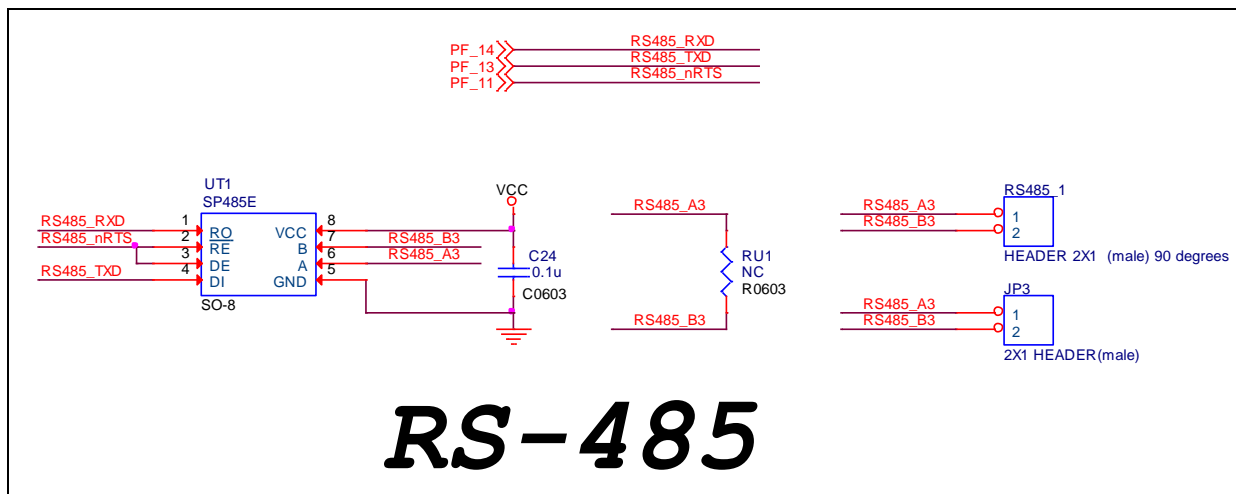 PF_14 RS485_RXD
PF_13 RS485_TXD
PF_11 RS485_nRTS
UT1
SP485E
RS485_RXD 1 RO VCC 8
RS485_nRTS 2 RE B 7 RS485_B3
3 DE A 6 RS485_A3
RS485_TXD 4 DI GND 5
SO-8
VCC
C24
0.1u
C0603
RS485_A3
RU1
NC
R0603
RS485_B3
RS485_1
RS485_A3 1
RS485_B3 2
HEADER 2X1 (male) 90 degrees
JP3
RS485_A3 1
RS485_B3 2
2X1 HEADER(male)
RS-485